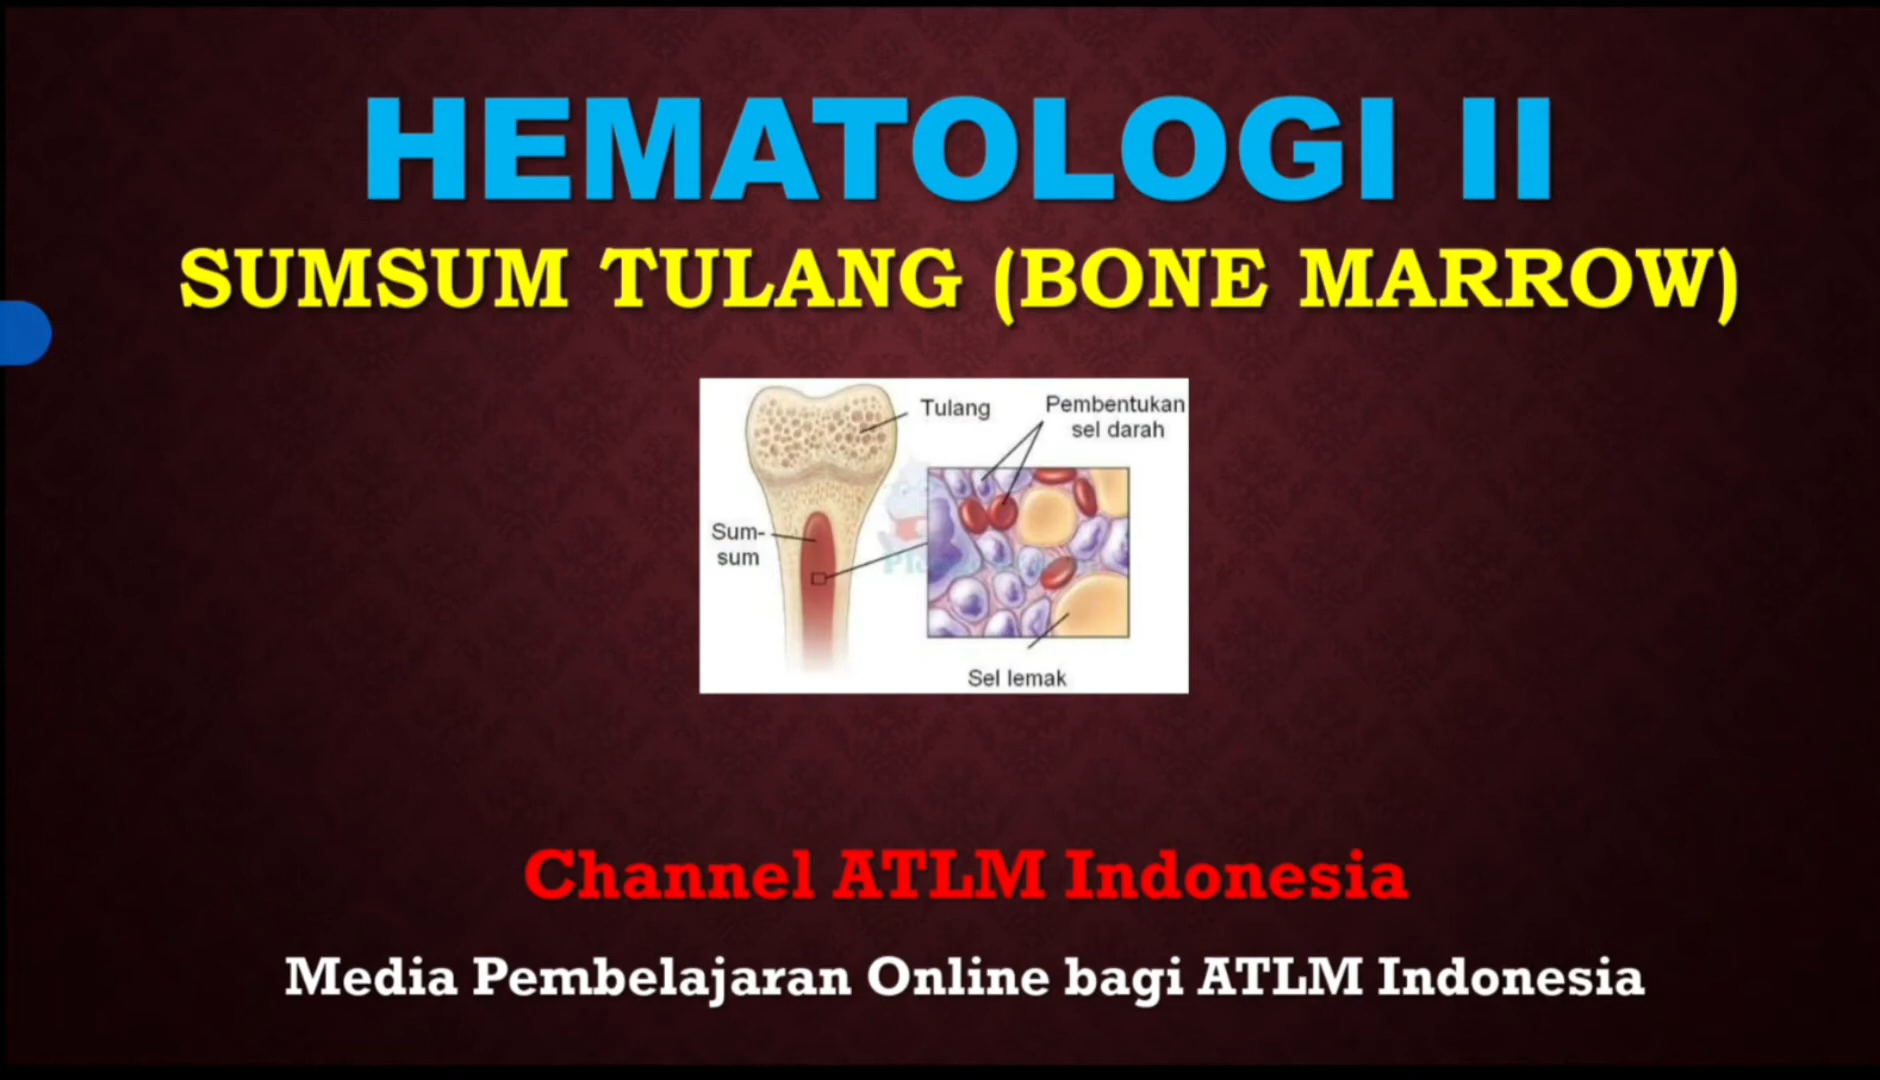 HEMATOLOGI II
SUMSUM TULANG (BONE MARROW)
Tulang
Pembentukan
sel darah
Sum-
sum
Sel lemak
Channel ATLM Indonesia
Media Pembelajaran Online bagi ATLM Indonesia